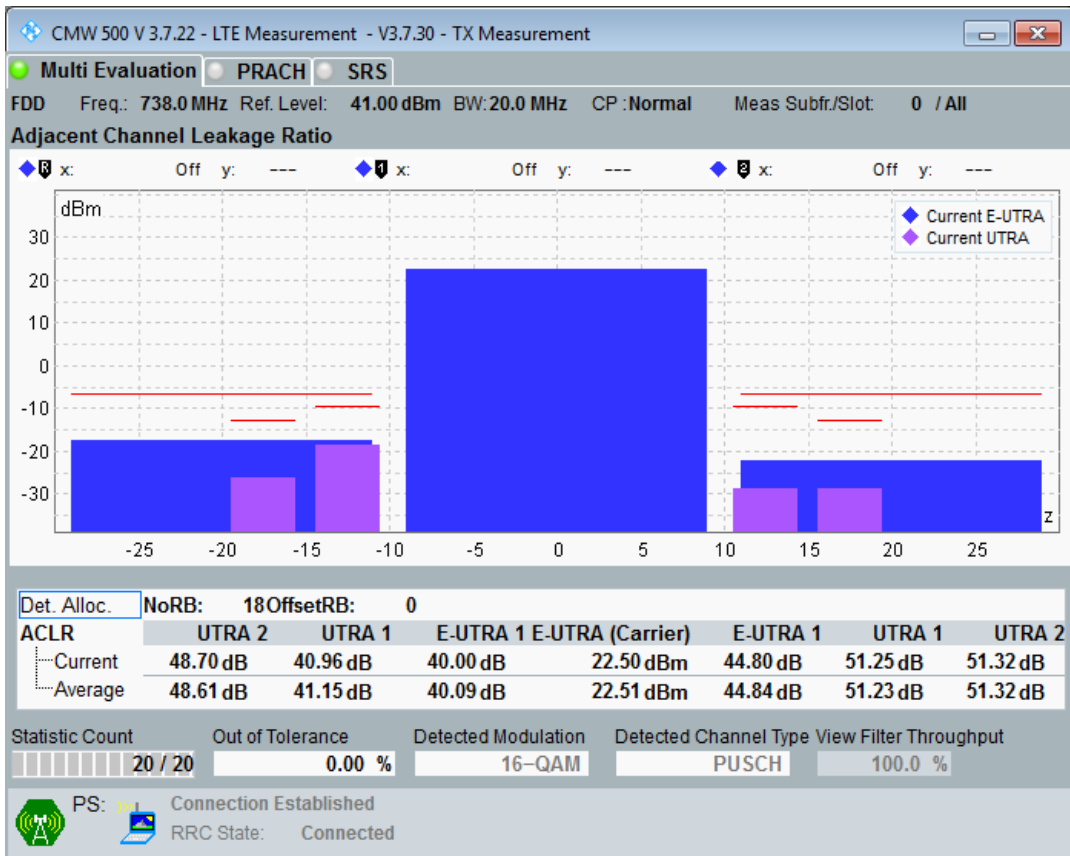 CMW 500 V 3.7.22 - LTE Measurement - V3.7.30 - TX Measurement
Multi Evaluation PRACH SRS
FDD Freq.: 738.0 MHz Ref. Level: 41.00 dBm BW: 20.0 MHz CP : Normal Meas Subfr./Slot: 0 / All
Adjacent Channel Leakage Ratio
R x: Off y: --- 1 x: Off y: --- 2 x: Off y: ---
dBm
Current E-UTRA
Current UTRA
30
20
10
0
-10
-20
-30
z
-25 -20 -15 -10 -5 0 5 10 15 20 25
Det. Alloc. NoRB: 18 OffsetRB: 0
ACLR UTRA 2 UTRA 1 E-UTRA 1 E-UTRA (Carrier) E-UTRA 1 UTRA 1 UTRA 2
Current 48.70 dB 40.96 dB 40.00 dB 22.50 dBm 44.80 dB 51.25 dB 51.32 dB
Average 48.61 dB 41.15 dB 40.09 dB 22.51 dBm 44.84 dB 51.23 dB 51.32 dB
Statistic Count Out of Tolerance Detected Modulation Detected Channel Type View Filter Throughput
20 / 20 0.00 % 16-QAM PUSCH 100.0 %
PS: Connection Established
RRC State: Connected